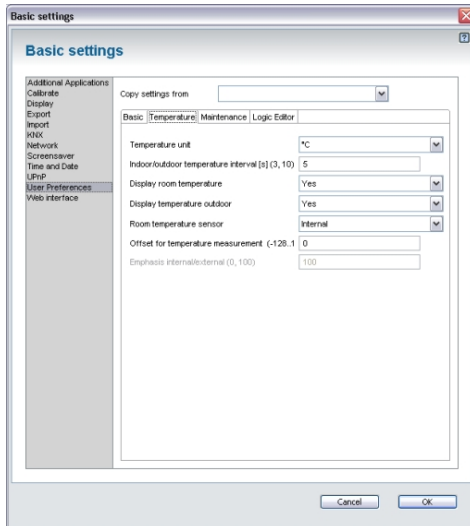 Basic settings
Basic settings
Additional Applications
Calibrate
Display
Export
Import
KNX
Network
Screensaver
Time and Date
UPnP
User Preferences
Web interface
Copy settings from
Basic Temperature Maintenance Logic Editor
Temperature unit °C
Indoor/outdoor temperature interval [s] (3, 10) 5
Display room temperature Yes
Display temperature outdoor Yes
Room temperature sensor Internal
Offset for temperature measurement (-128..1 0
Emphasis internal/external (0, 100) 100
Cancel OK